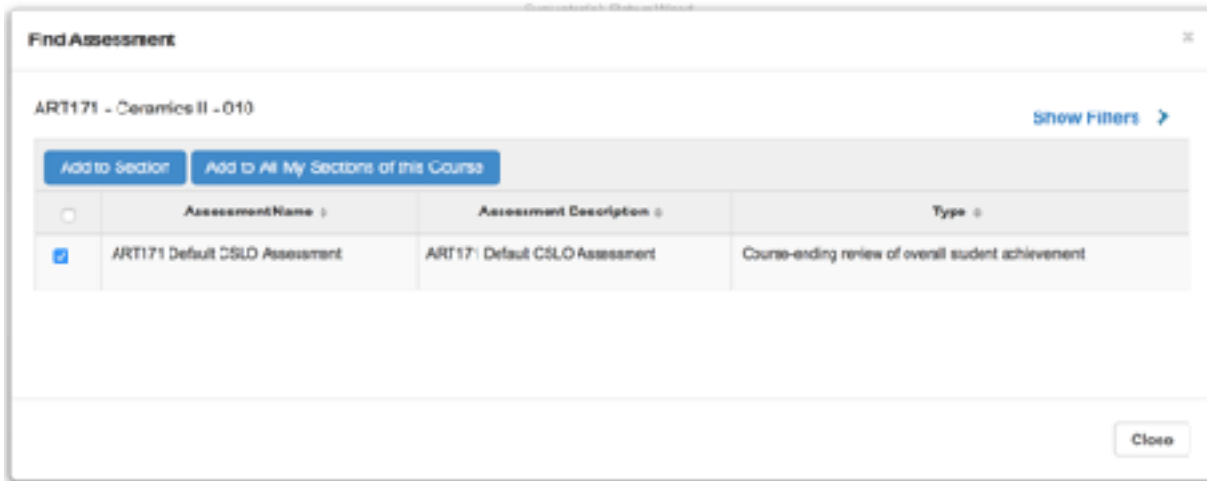 Find Assessment
ART171 - Ceramics II - 010
Show Filters
Add to Section Add to All My Sections of this Course
Assessment Name Assessment Description Type
ART171 Default CSLO Assessment ART171 Default CSLO Assessment Course-ending review of overall student achievement
Close